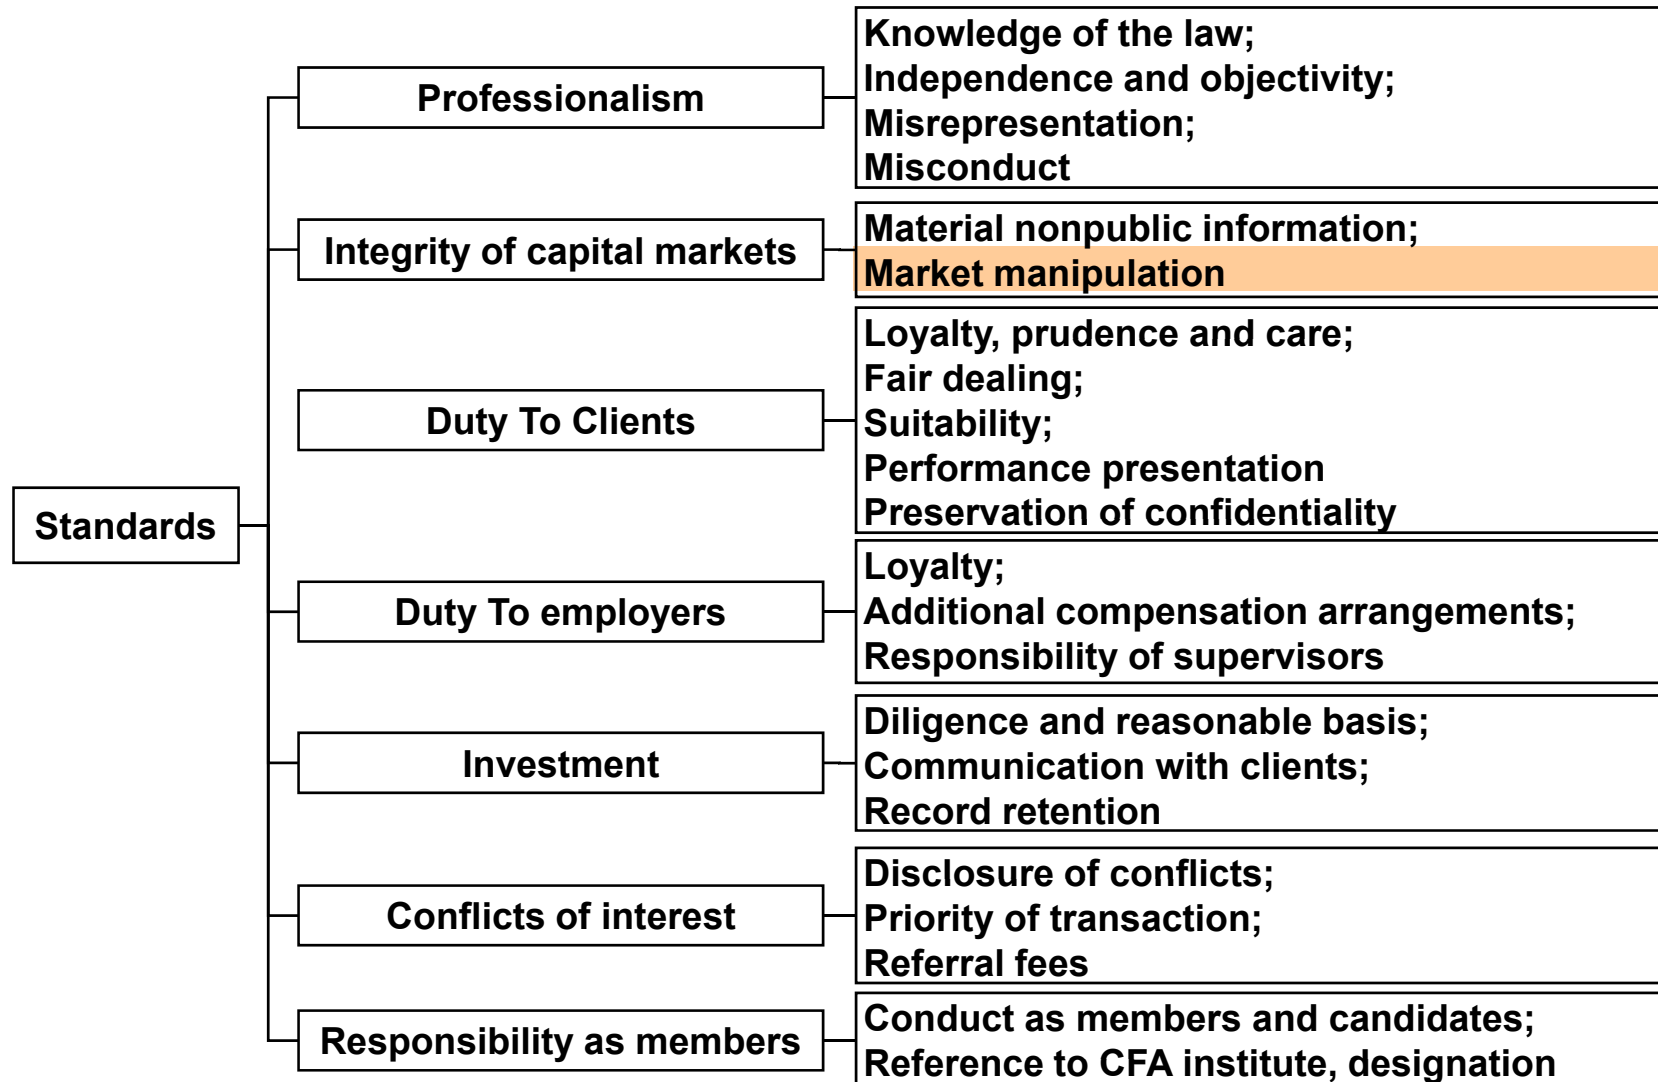 Standards
Professionalism
Knowledge of the law;
Independence and objectivity;
Misrepresentation;
Misconduct
Integrity of capital markets
Material nonpublic information;
Market manipulation
Duty To Clients
Loyalty, prudence and care;
Fair dealing;
Suitability;
Performance presentation
Preservation of confidentiality
Duty To employers
Loyalty;
Additional compensation arrangements;
Responsibility of supervisors
Investment
Diligence and reasonable basis;
Communication with clients;
Record retention
Conflicts of interest
Disclosure of conflicts;
Priority of transaction;
Referral fees
Responsibility as members
Conduct as members and candidates;
Reference to CFA institute, designation